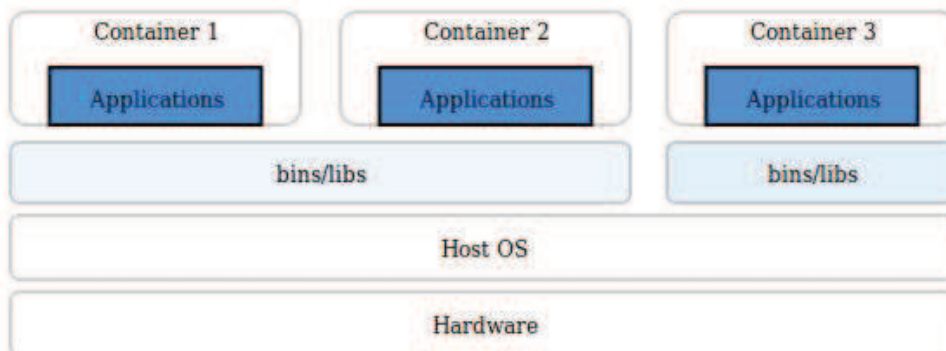 Container 1
Container 2
Container 3
Applications
Applications
Applications
bins/libs
bins/libs
Host OS
Hardware